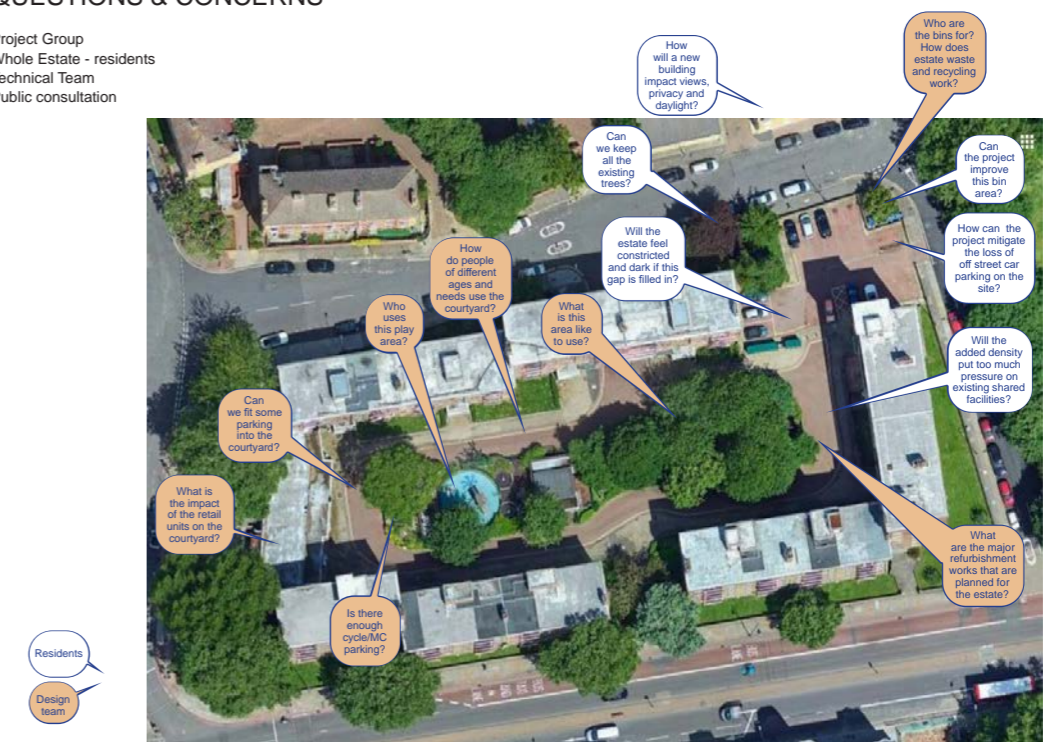 QUESTIONS & CONCERNS
Project Group
Whole Estate - residents
Technical Team
Public consultation
How
will a new
building
impact views,
privacy and
daylight?
Who are
the bins for?
How does
estate waste
and recycling
work?
Can
we keep
all the
existing
trees?
Can
the project
improve
this bin
area?
Will the
estate feel
constricted
and dark if this
gap is filled in?
How can the
project mitigate
the loss of
off street car
parking on the
site?
How
do people
of different
ages and
needs use the
courtyard?
Who
uses
this play
area?
What
is this
area like
to use?
Will the
added density
put too much
pressure on
existing shared
facilities?
Can
we fit some
parking
into the
courtyard?
What is
the impact
of the retail
units on the
courtyard?
What
are the major
refurbishment
works that are
planned for
the estate?
Is there
enough
cycle/MC
parking?
Residents
Design
team